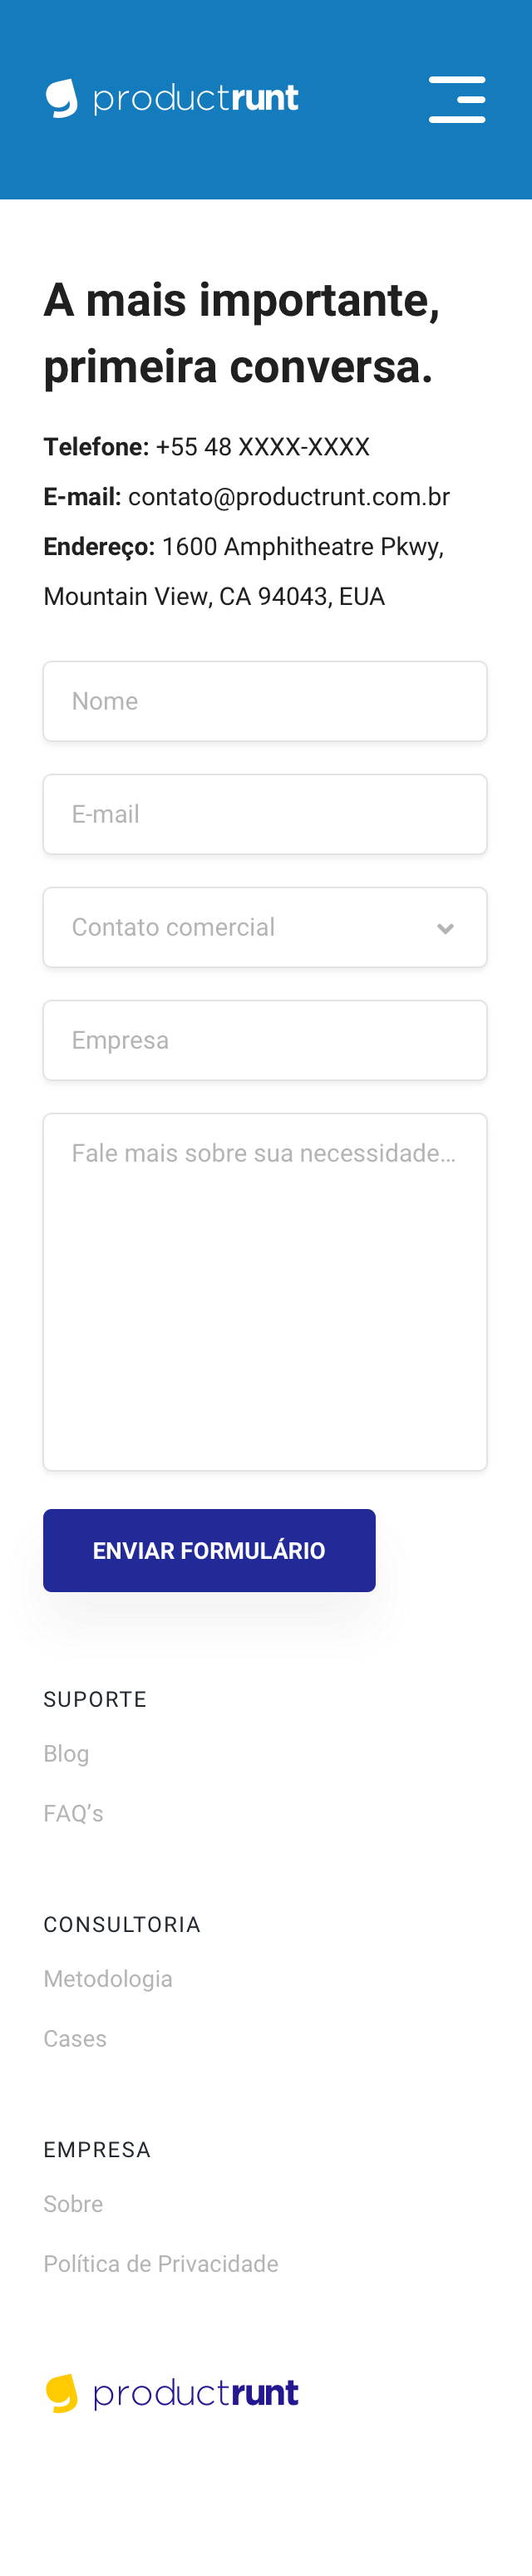 productrunt
A mais importante,
primeira conversa.
Telefone: +55 48 XXXX-XXXX
E-mail: contato@productrunt.com.br
Endereço: 1600 Amphitheatre Pkwy,
Mountain View, CA 94043, EUA
Nome
E-mail
Contato comercial
Empresa
Fale mais sobre sua necessidade...
ENVIAR FORMULÁRIO
SUPORTE
Blog
FAQ’s
CONSULTORIA
Metodologia
Cases
EMPRESA
Sobre
Política de Privacidade
productrunt